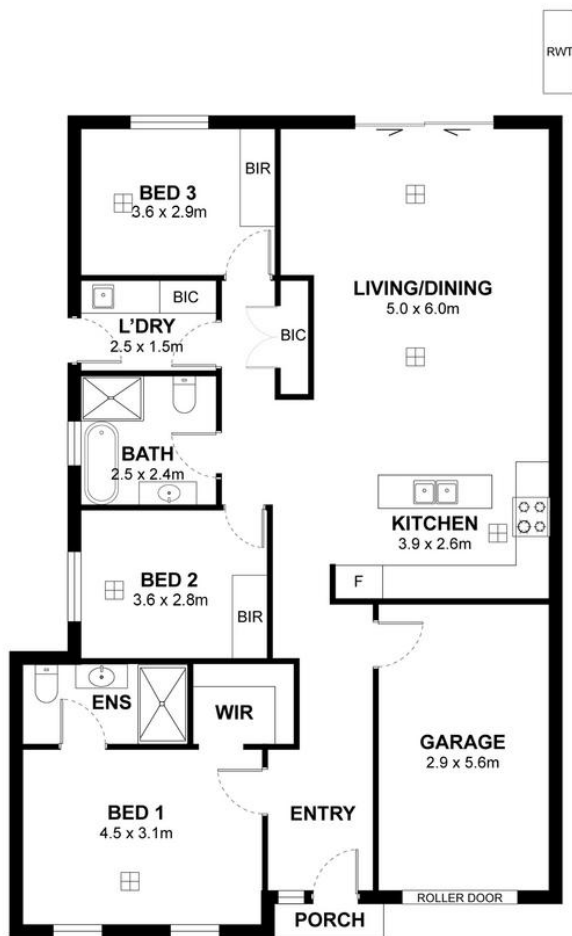 RWT
BIR
BED 3
3.6 x 2.9m
LIVING/DINING
5.0 x 6.0m
BIC
L'DRY
2.5 x 1.5m
BIC
BATH
2.5 x 2.4m
KITCHEN
3.9 x 2.6m
F
BED 2
3.6 x 2.8m
BIR
ENS
WIR
GARAGE
2.9 x 5.6m
BED 1
4.5 x 3.1m
ENTRY
ROLLER DOOR
PORCH